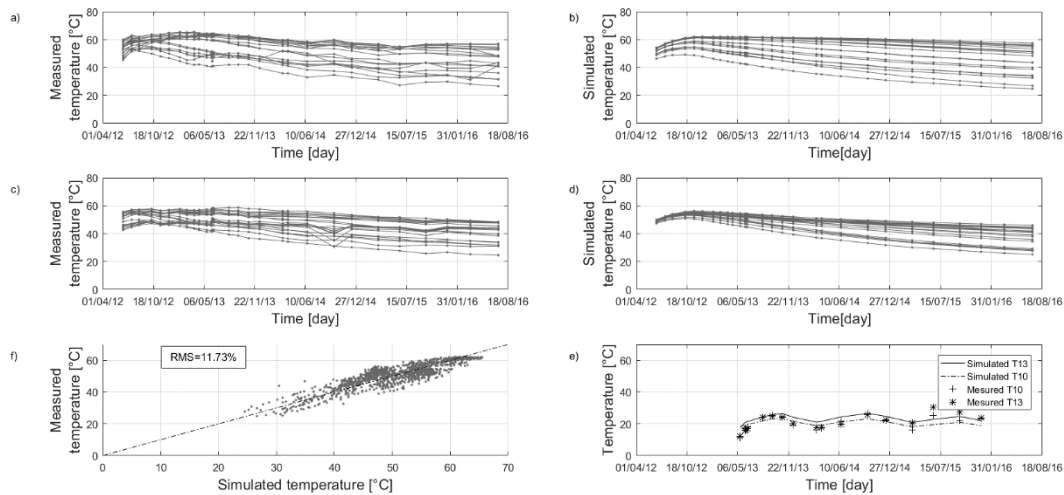 a)
Measured
temperature [°C]
80
60
40
20
0
01/04/12 18/10/12 06/05/13 22/11/13 10/06/14 27/12/14 15/07/15 31/01/16 18/08/16
Time [day]
b)
Simulated
temperature [°C]
80
60
40
20
0
01/04/12 18/10/12 06/05/13 22/11/13 10/06/14 27/12/14 15/07/15 31/01/16 18/08/16
Time[day]
c)
Measured
temperature [°C]
80
60
40
20
0
01/04/12 18/10/12 06/05/13 22/11/13 10/06/14 27/12/14 15/07/15 31/01/16 18/08/16
Time [day]
d)
Simulated
temperature [°C]
80
60
40
20
0
01/04/12 18/10/12 06/05/13 22/11/13 10/06/14 27/12/14 15/07/15 31/01/16 18/08/16
Time[day]
f)
Measured
temperature [°C]
60
40
20
0
RMS=11.73%
0 10 20 30 40 50 60 70
Simulated temperature [°C]
e)
Temperature [°C]
60
40
20
0
Simulated T13
Simulated T10
Mesured T10
Mesured T13
01/04/12 18/10/12 06/05/13 22/11/13 10/06/14 27/12/14 15/07/15 31/01/16 18/08/16
Time [day]